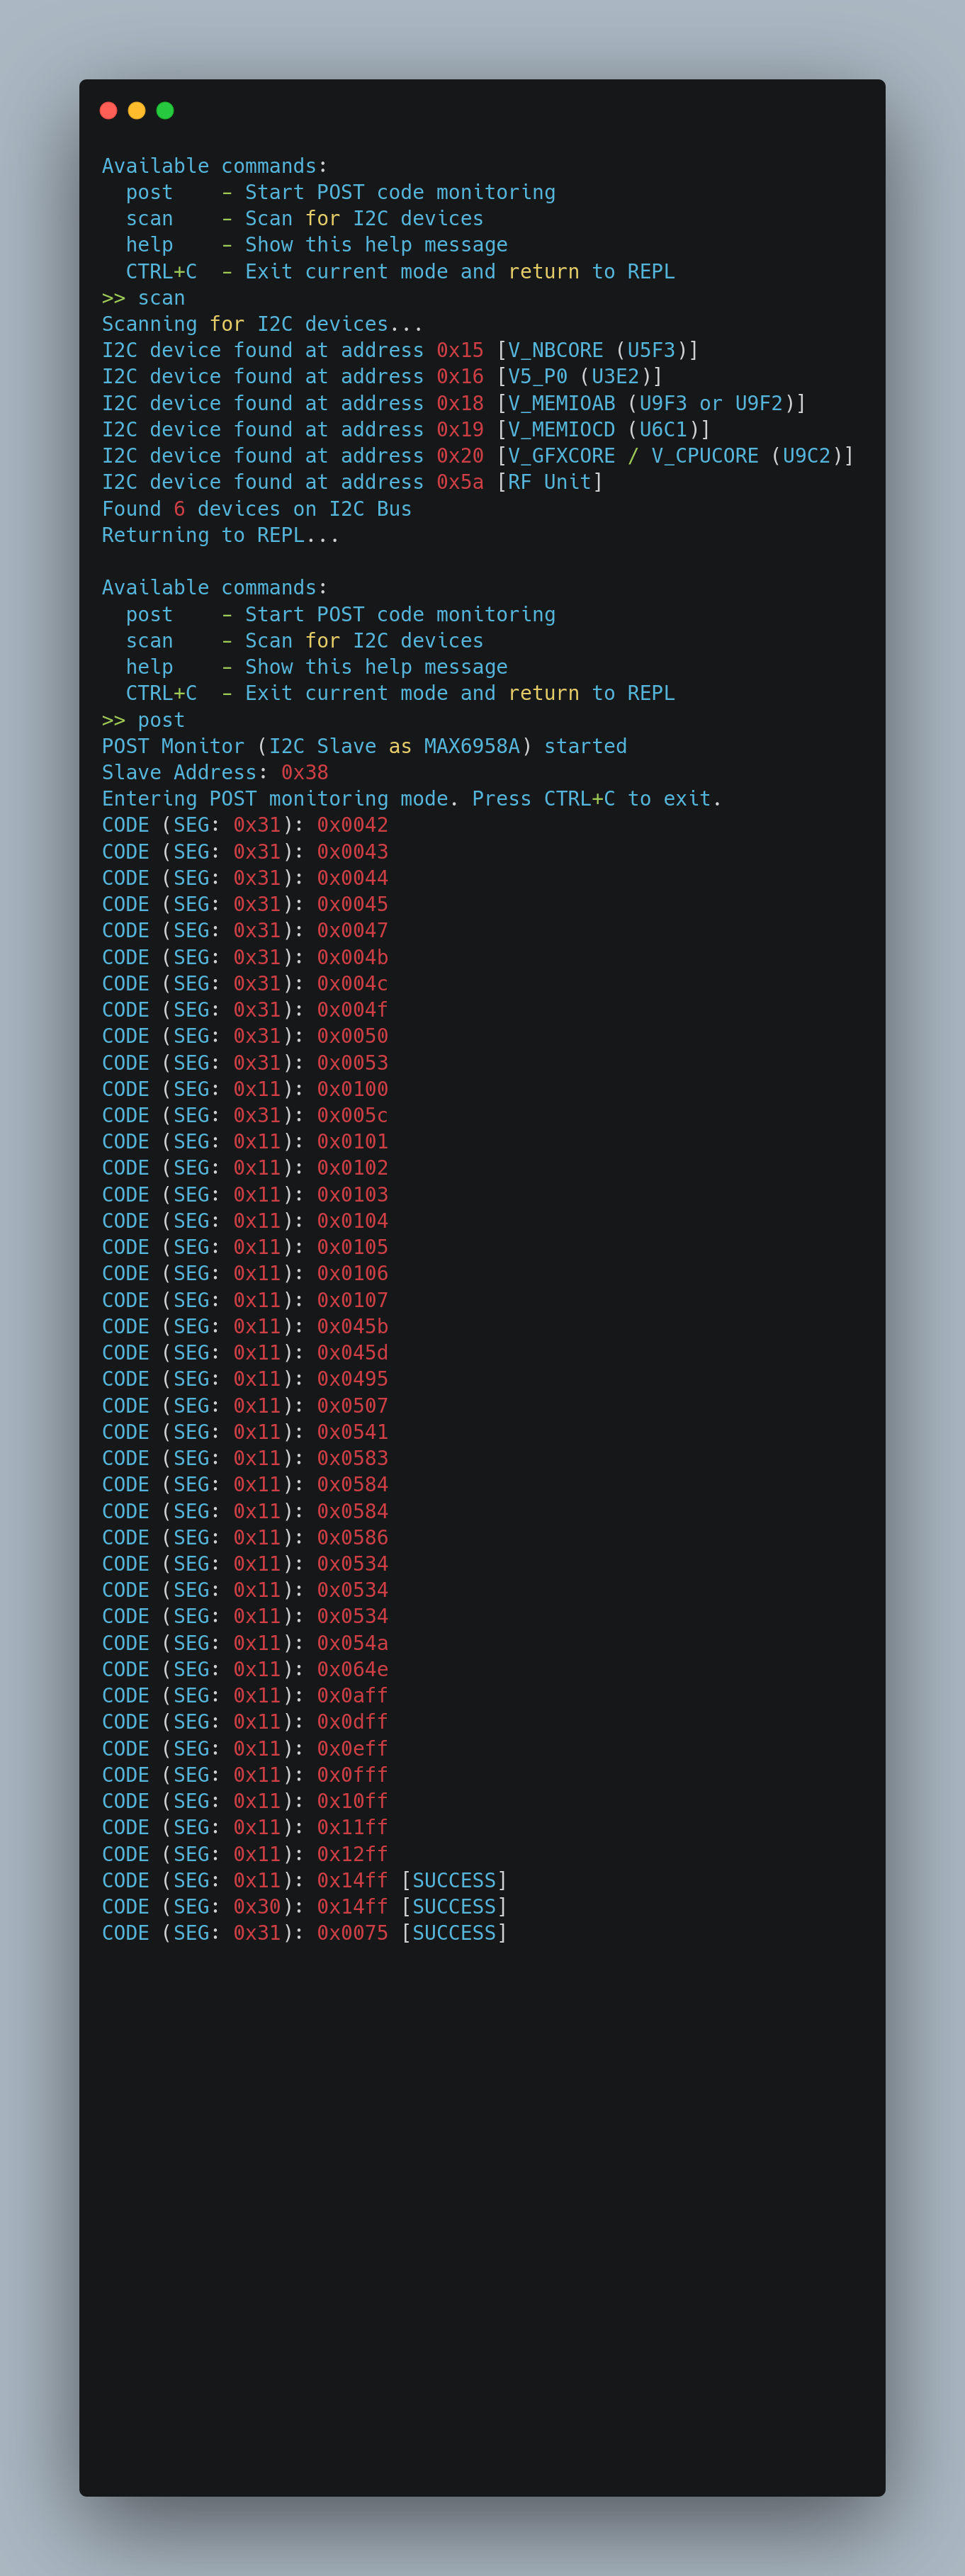 Available commands:
  post    - Start POST code monitoring
  scan    - Scan for I2C devices
  help    - Show this help message
  CTRL+C  - Exit current mode and return to REPL
>> scan
Scanning for I2C devices...
I2C device found at address 0x15 [V_NBCORE (U5F3)]
I2C device found at address 0x16 [V5_P0 (U3E2)]
I2C device found at address 0x18 [V_MEMIOAB (U9F3 or U9F2)]
I2C device found at address 0x19 [V_MEMIOCD (U6C1)]
I2C device found at address 0x20 [V_GFXCORE / V_CPUCORE (U9C2)]
I2C device found at address 0x5a [RF Unit]
Found 6 devices on I2C Bus
Returning to REPL...

Available commands:
  post    - Start POST code monitoring
  scan    - Scan for I2C devices
  help    - Show this help message
  CTRL+C  - Exit current mode and return to REPL
>> post
POST Monitor (I2C Slave as MAX6958A) started
Slave Address: 0x38
Entering POST monitoring mode. Press CTRL+C to exit.
CODE (SEG: 0x31): 0x0042
CODE (SEG: 0x31): 0x0043
CODE (SEG: 0x31): 0x0044
CODE (SEG: 0x31): 0x0045
CODE (SEG: 0x31): 0x0047
CODE (SEG: 0x31): 0x004b
CODE (SEG: 0x31): 0x004c
CODE (SEG: 0x31): 0x004f
CODE (SEG: 0x31): 0x0050
CODE (SEG: 0x31): 0x0053
CODE (SEG: 0x11): 0x0100
CODE (SEG: 0x31): 0x005c
CODE (SEG: 0x11): 0x0101
CODE (SEG: 0x11): 0x0102
CODE (SEG: 0x11): 0x0103
CODE (SEG: 0x11): 0x0104
CODE (SEG: 0x11): 0x0105
CODE (SEG: 0x11): 0x0106
CODE (SEG: 0x11): 0x0107
CODE (SEG: 0x11): 0x045b
CODE (SEG: 0x11): 0x045d
CODE (SEG: 0x11): 0x0495
CODE (SEG: 0x11): 0x0507
CODE (SEG: 0x11): 0x0541
CODE (SEG: 0x11): 0x0583
CODE (SEG: 0x11): 0x0584
CODE (SEG: 0x11): 0x0584
CODE (SEG: 0x11): 0x0586
CODE (SEG: 0x11): 0x0534
CODE (SEG: 0x11): 0x0534
CODE (SEG: 0x11): 0x0534
CODE (SEG: 0x11): 0x054a
CODE (SEG: 0x11): 0x064e
CODE (SEG: 0x11): 0x0aff
CODE (SEG: 0x11): 0x0dff
CODE (SEG: 0x11): 0x0eff
CODE (SEG: 0x11): 0x0fff
CODE (SEG: 0x11): 0x10ff
CODE (SEG: 0x11): 0x11ff
CODE (SEG: 0x11): 0x12ff
CODE (SEG: 0x11): 0x14ff [SUCCESS]
CODE (SEG: 0x30): 0x14ff [SUCCESS]
CODE (SEG: 0x31): 0x0075 [SUCCESS]